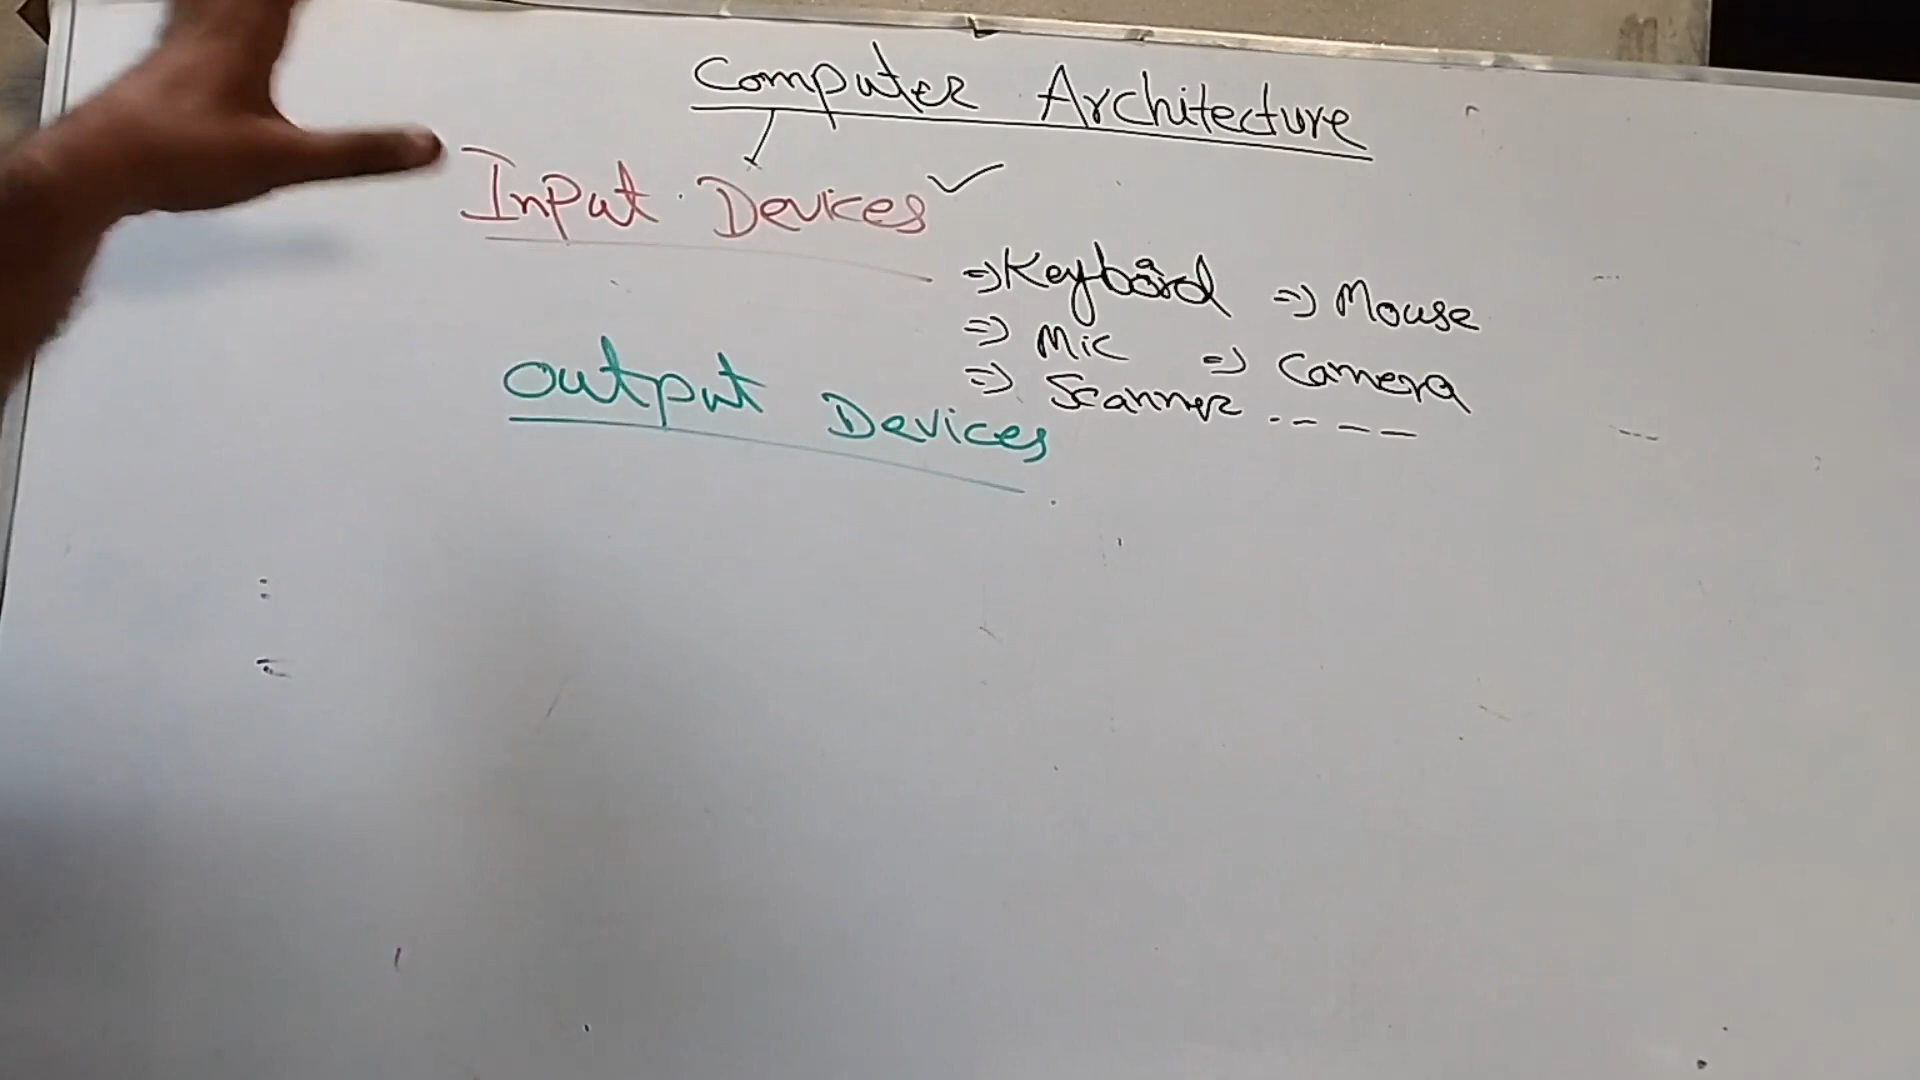 Computer Architecture
Input Devices ✓
⇒ Keyboard ⇒ Mouse
⇒ Mic ⇒ Camera
⇒ Scanner - - - - -
Output Devices